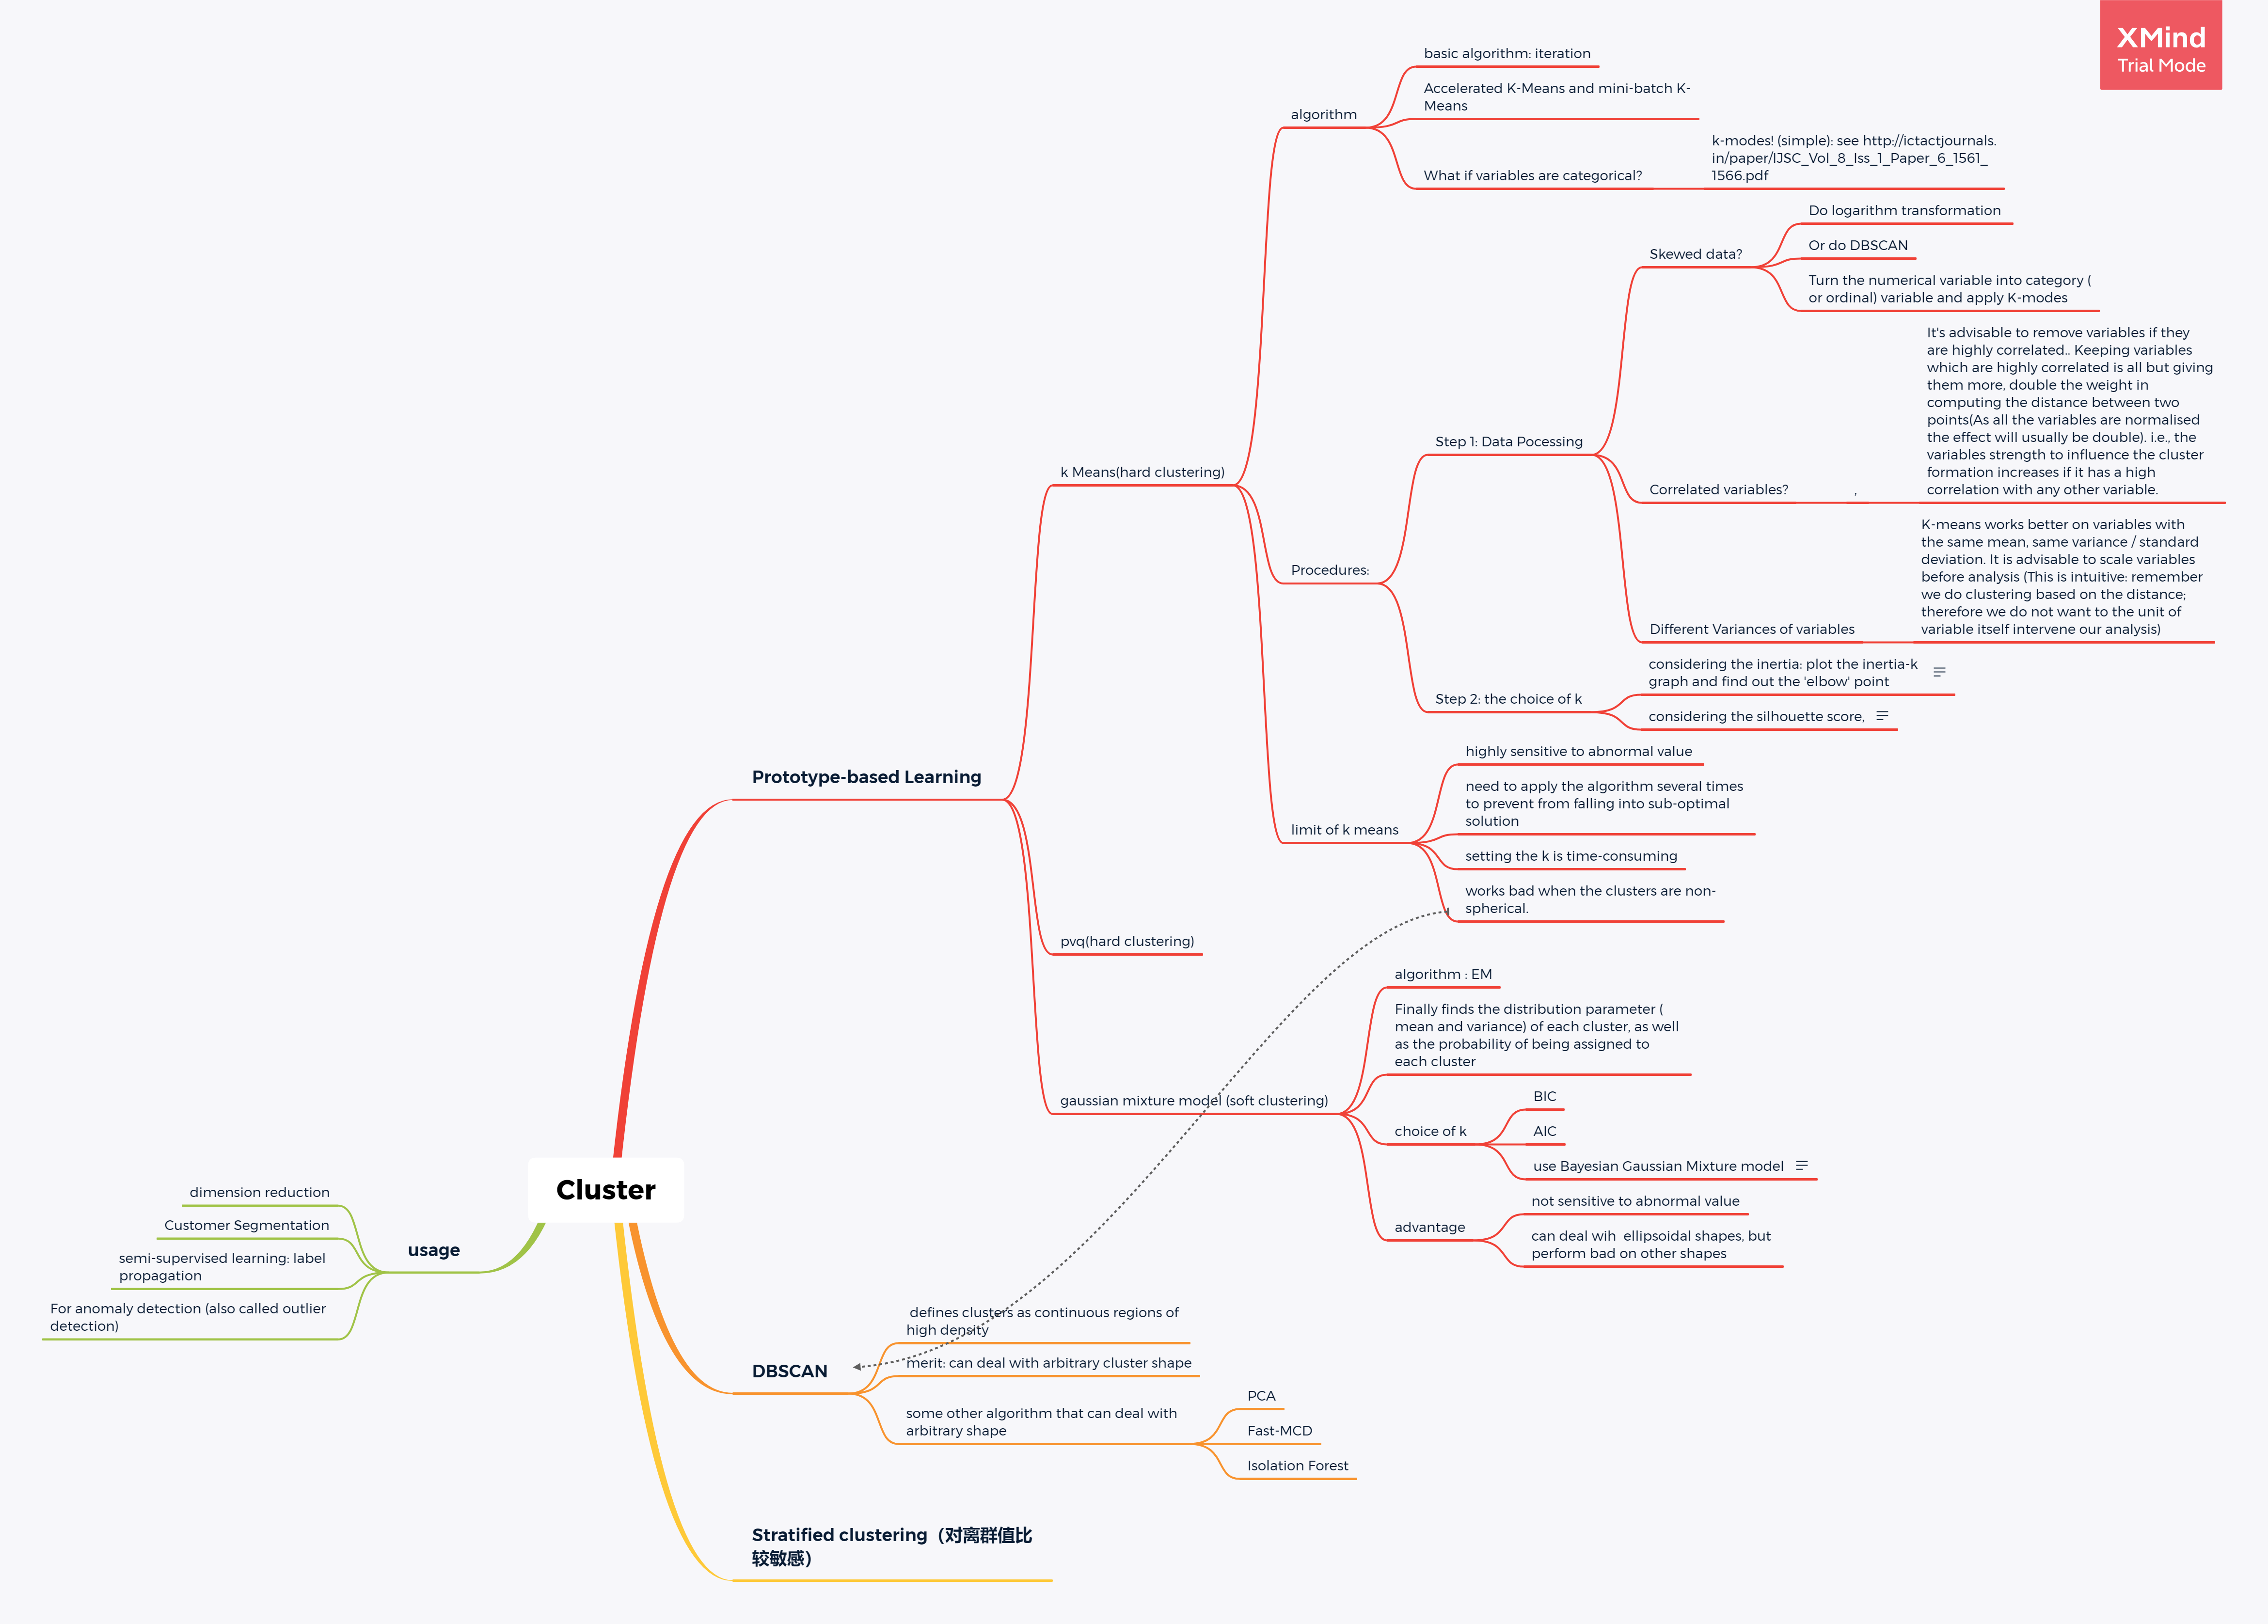 XMind
Trial Mode
basic algorithm: iteration
Accelerated K-Means and mini-batch K-
Means
algorithm
k-modes! (simple): see http://ictactjournals.
in/paper/IJSC_Vol_8_Iss_1_Paper_6_1561_
1566.pdf
What if variables are categorical?
Do logarithm transformation
Or do DBSCAN
Skewed data?
Turn the numerical variable into category (
or ordinal) variable and apply K-modes
It's advisable to remove variables if they
are highly correlated.. Keeping variables
which are highly correlated is all but giving
them more, double the weight in
computing the distance between two
points(As all the variables are normalised
the effect will usually be double). i.e., the
variables strength to influence the cluster
formation increases if it has a high
correlation with any other variable.
Step 1: Data Pocessing
k Means(hard clustering)
Correlated variables?
,
K-means works better on variables with
the same mean, same variance / standard
deviation. It is advisable to scale variables
before analysis (This is intuitive: remember
we do clustering based on the distance;
therefore we do not want to the unit of
variable itself intervene our analysis)
Procedures:
Different Variances of variables
considering the inertia: plot the inertia-k
graph and find out the 'elbow' point
Step 2: the choice of k
considering the silhouette score,
highly sensitive to abnormal value
Prototype-based Learning
need to apply the algorithm several times
to prevent from falling into sub-optimal
solution
limit of k means
setting the k is time-consuming
works bad when the clusters are non-
spherical.
pvq(hard clustering)
algorithm : EM
Finally finds the distribution parameter (
mean and variance) of each cluster, as well
as the probability of being assigned to
each cluster
gaussian mixture model (soft clustering)
BIC
choice of k
AIC
use Bayesian Gaussian Mixture model
not sensitive to abnormal value
advantage
can deal wih  ellipsoidal shapes, but
perform bad on other shapes
Cluster
dimension reduction
Customer Segmentation
usage
semi-supervised learning: label
propagation
For anomaly detection (also called outlier
detection)
defines clusters as continuous regions of
high density
DBSCAN
merit: can deal with arbitrary cluster shape
some other algorithm that can deal with
arbitrary shape
PCA
Fast-MCD
Isolation Forest
Stratified clustering（对离群值比
较敏感）